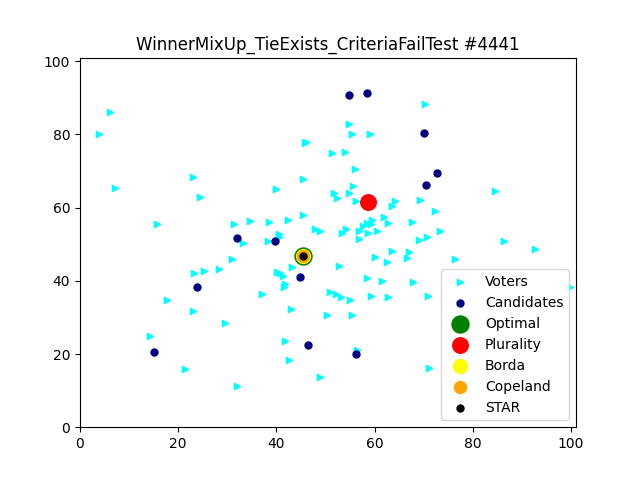 WinnerMixUp_TieExists_CriteriaFailTest #4441
100
80
60
40
20
0
0
20
40
60
80
100
Voters
Candidates
Optimal
Plurality
Borda
Copeland
STAR